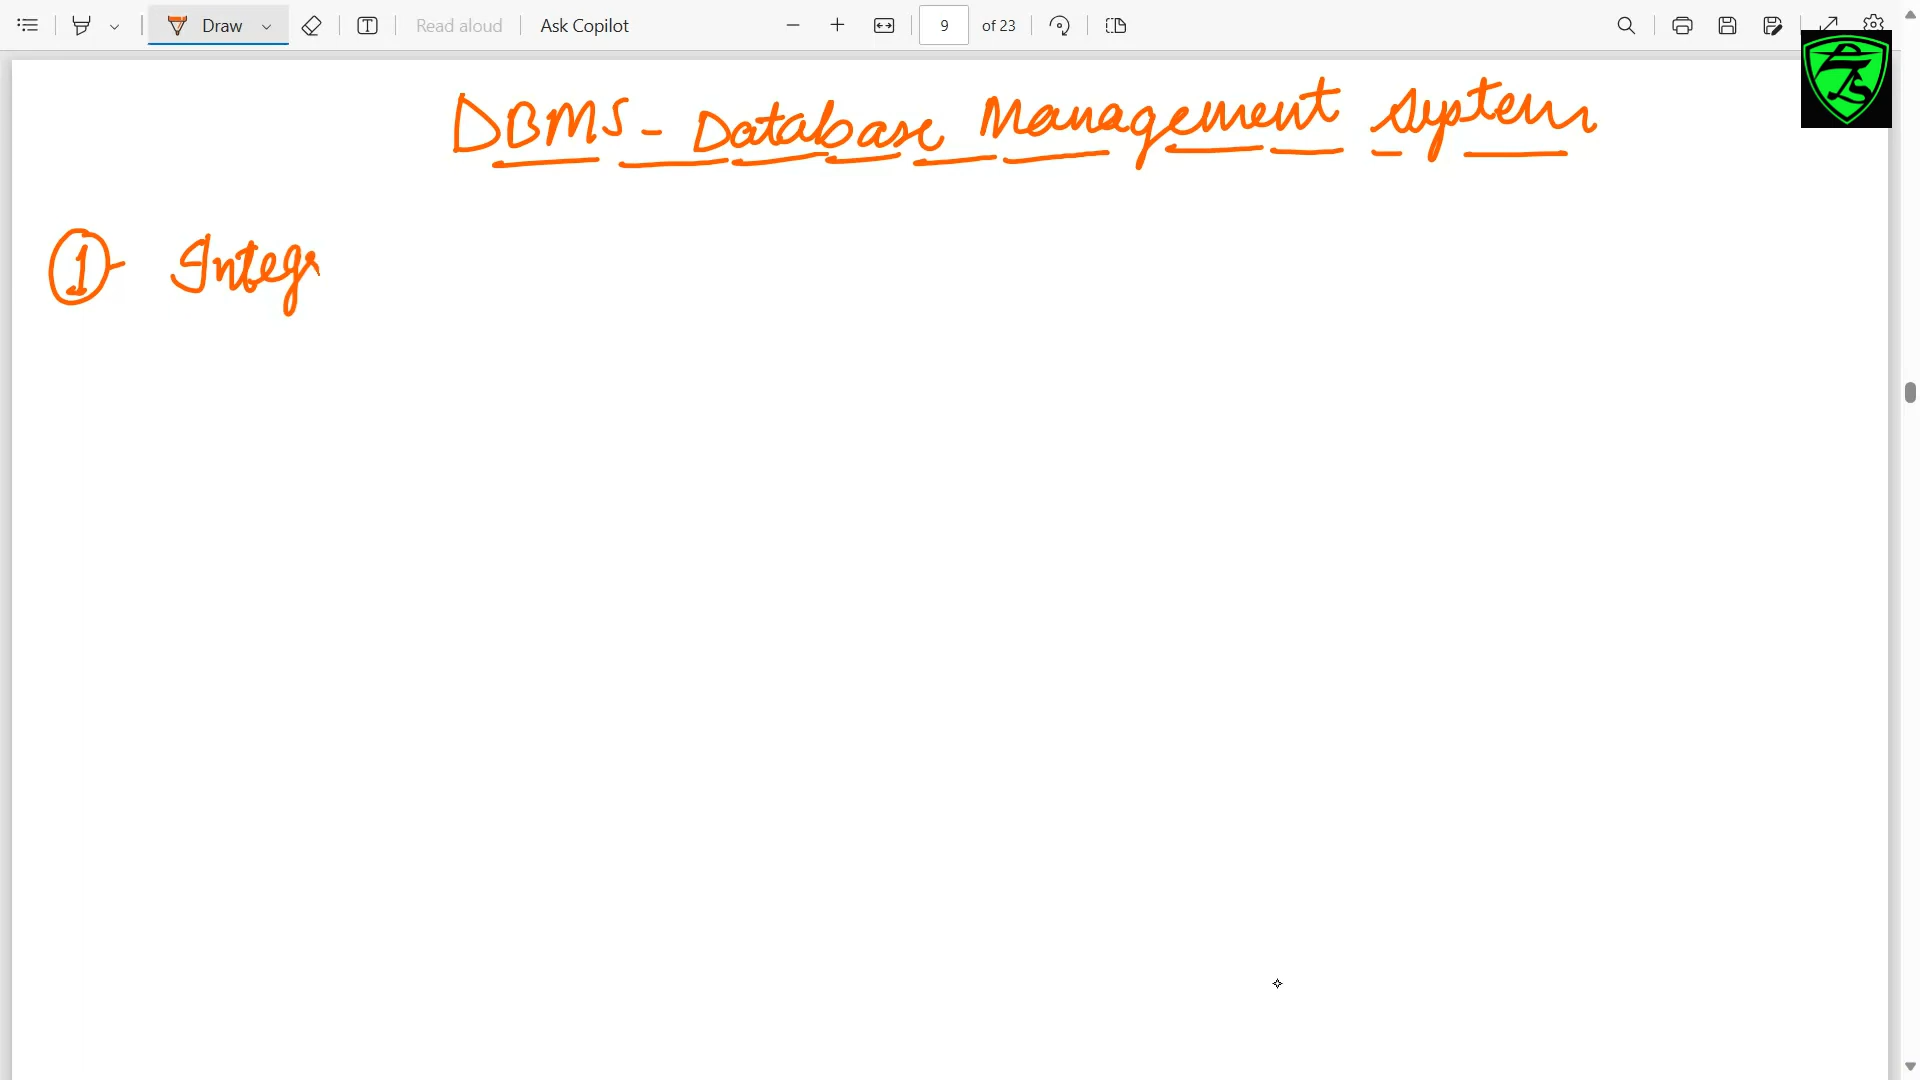 Draw Read aloud Ask Copilot 9 of 23
DBMS - Database Management System
① Integr